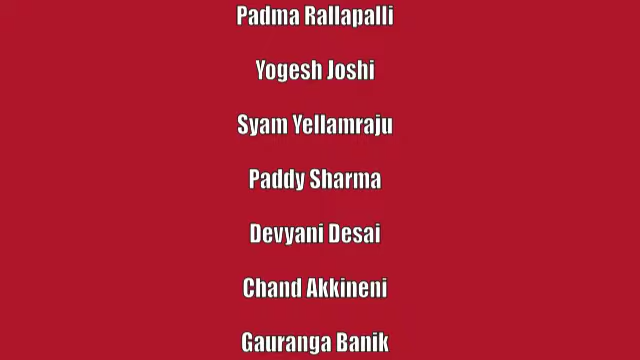 Padma Rallapalli
Yogesh Joshi
Syam Yellamraju
Paddy Sharma
Devyani Desai
Chand Akkineni
Gauranga Banik